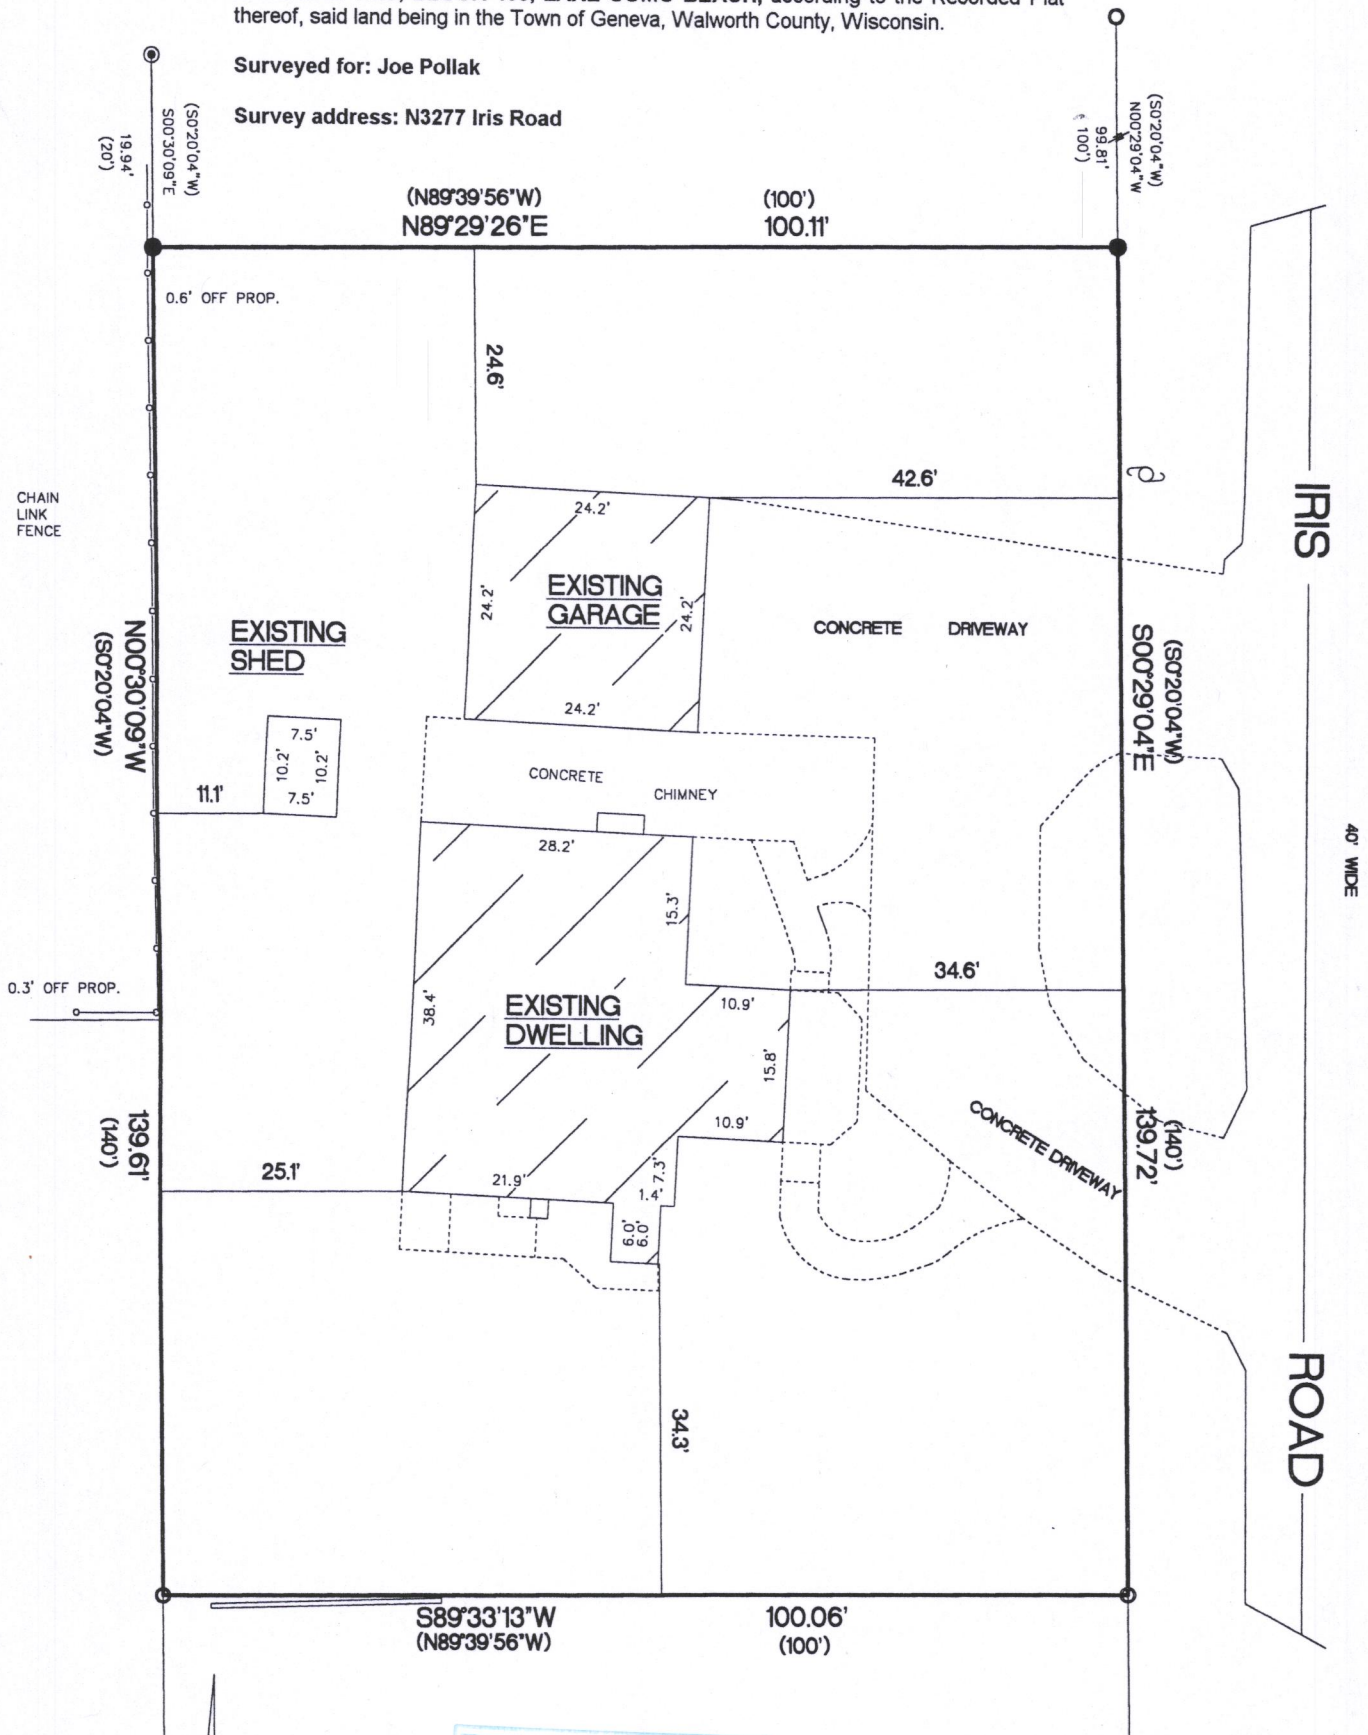 LAKE COMO BEACH, according to the Recorded Plat
thereof, said land being in the Town of Geneva, Walworth County, Wisconsin.
Surveyed for: Joe Pollak
Survey address: N3277 Iris Road
(S0°20'04"W)
S00°30'09"E
19.94'
(20')
(S0°20'04"W)
N00°29'04"W
99.81'
100')
(N89°39'56"W)
N89°29'26"E
(100')
100.11'
0.6' OFF PROP.
24.6'
42.6'
CHAIN
LINK
FENCE
IRIS
24.2'
24.2'
EXISTING
GARAGE
24.2'
24.2'
EXISTING
SHED
CONCRETE DRIVEWAY
N00°30'09"W
(S0°20'04"W)
(S0°20'04"W)
S00°29'04"E
7.5'
10.2'
10.2'
7.5'
11.1'
CONCRETE
CHIMNEY
40' WIDE
28.2'
15.3'
34.6'
0.3' OFF PROP.
38.4'
EXISTING
DWELLING
10.9'
15.8'
10.9'
CONCRETE DRIVEWAY
139.61'
(140')
(140')
139.72'
25.1'
21.9'
7.3'
1.4'
6.0'
6.0'
34.3'
ROAD
S89°33'13"W
(N89°39'56"W)
100.06'
(100')